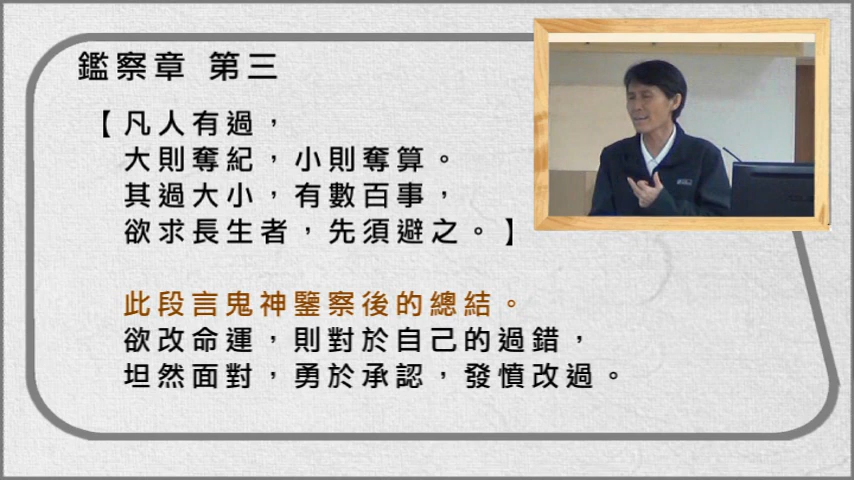 鑑察章 第三
【凡人有過，
大則奪紀，小則奪算。
其過大小，有數百事，
欲求長生者，先須避之。】
此段言鬼神鑒察後的總結。
欲改命運，則對於自己的過錯，
坦然面對，勇於承認，發憤改過。